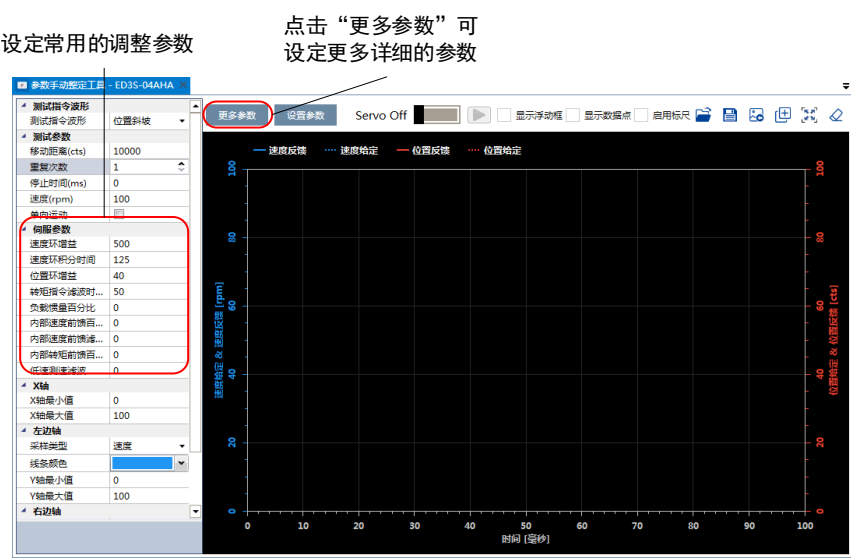 设定常用的调整参数
点击“更多参数”可
设定更多详细的参数
参数手动整定工具 - ED3S-04AHA
测试指令波形
测试指令波形 位置斜坡
测试参数
移动距离(cts) 10000
重复次数 1
停止时间(ms) 0
速度(rpm) 100
单向运动
伺服参数
速度环增益 500
速度环积分时间 125
位置环增益 40
转矩指令滤波时... 50
负载惯量百分比 0
内部速度前馈百... 0
内部速度前馈滤... 0
内部转矩前馈百... 0
低速测速滤波 0
X轴
X轴最小值 0
X轴最大值 100
左边轴
采样类型 速度
线条颜色
Y轴最小值 0
Y轴最大值 100
右边轴
更多参数 设置参数 Servo Off 显示浮动框 显示数据点 启用标尺
速度反馈 速度给定 位置反馈 位置给定
速度给定 & 速度反馈 [rpm]
100
80
60
40
20
0
位置给定 & 位置反馈 [cts]
100
80
60
40
20
0
0 10 20 30 40 50 60 70 80 90 100
时间 [毫秒]